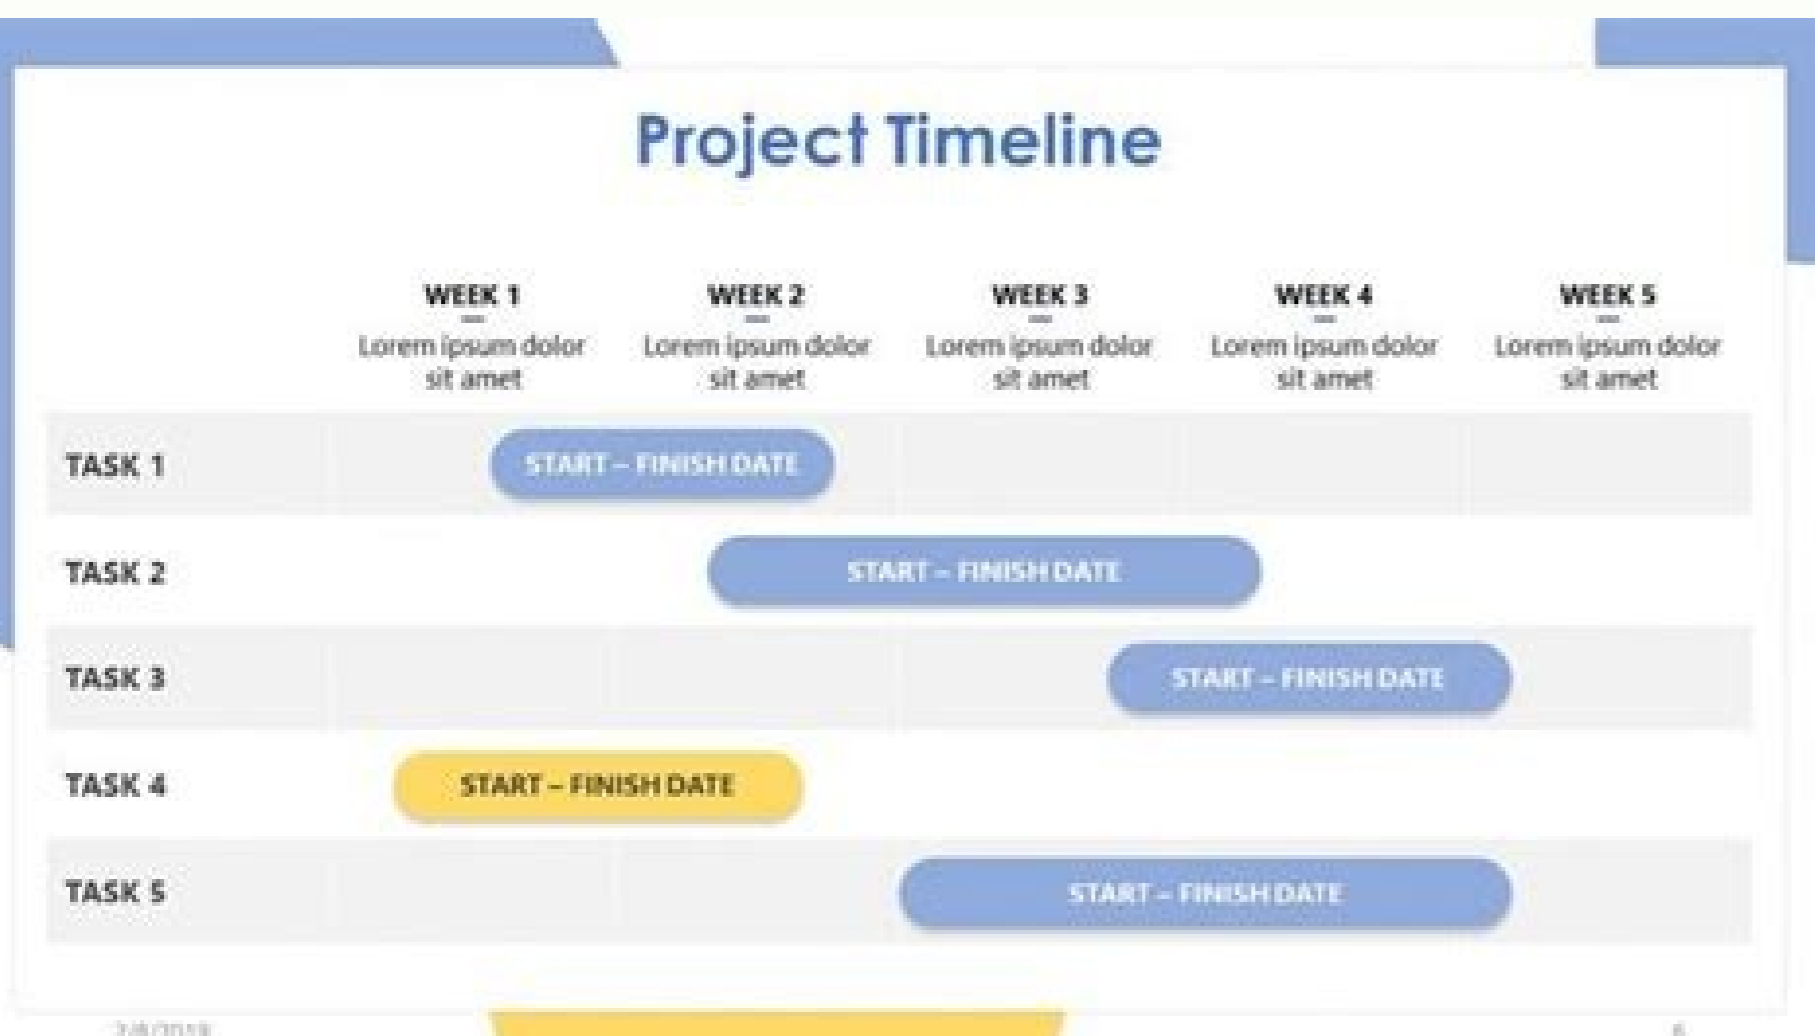 Project Timeline
WEEK 1 WEEK 2 WEEK 3 WEEK 4 WEEK 5
Lorem ipsum dolor Lorem ipsum dolor Lorem ipsum dolor Lorem ipsum dolor Lorem ipsum dolor
sit amet sit amet sit amet sit amet sit amet
TASK 1 START – FINISH DATE
TASK 2 START – FINISH DATE
TASK 3 START – FINISH DATE
TASK 4 START – FINISH DATE
TASK 5 START – FINISH DATE